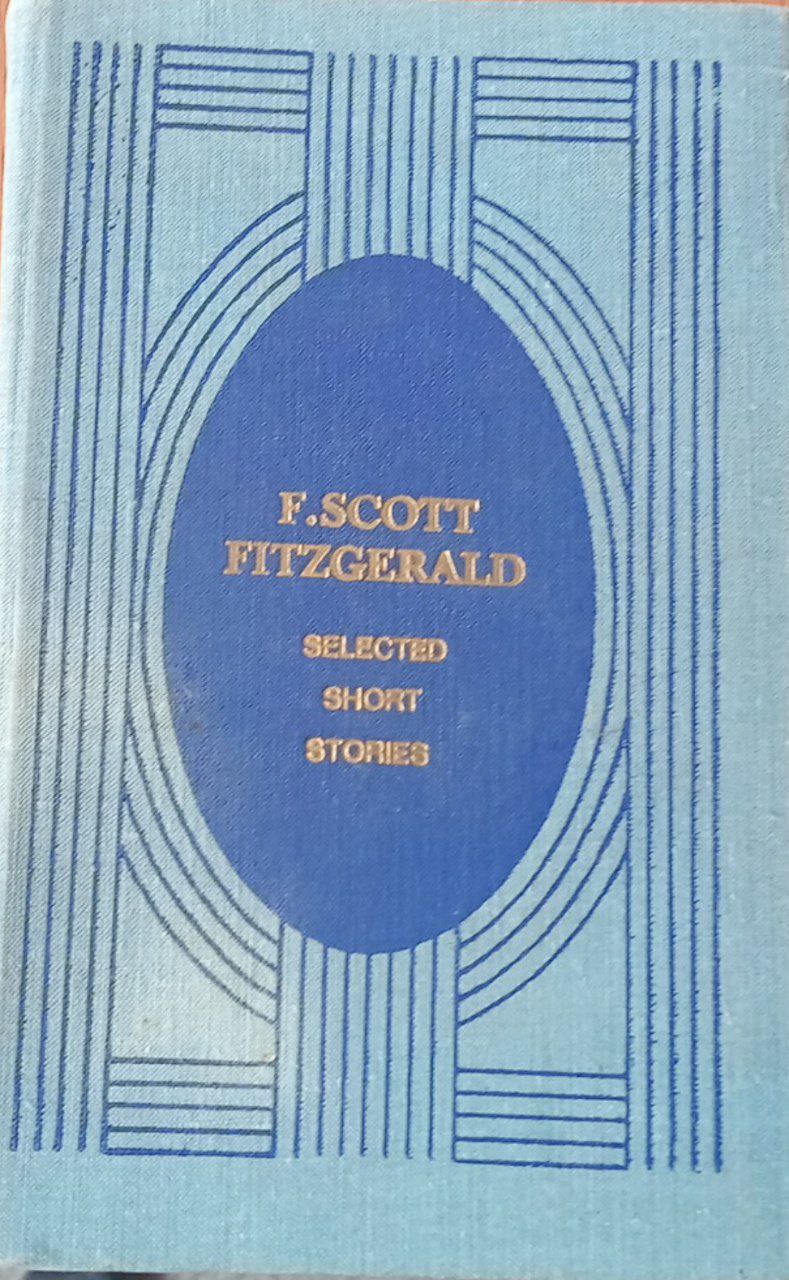 F.SCOTT
FITZGERALD
SELECTED
SHORT
STORIES